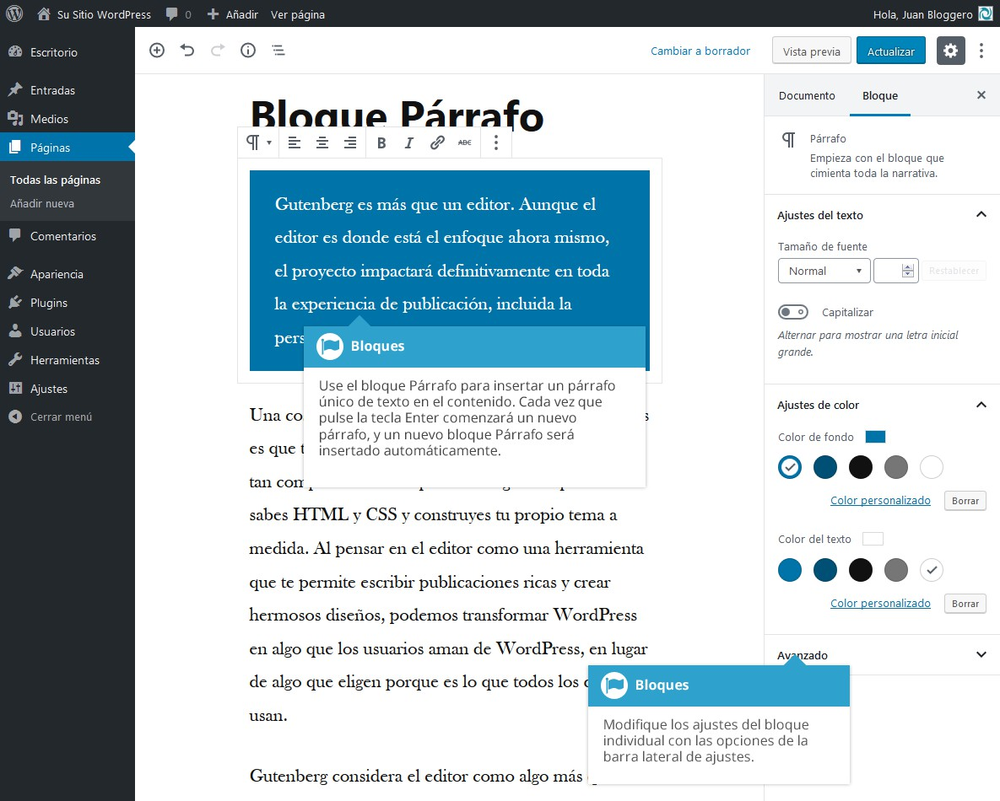 Su Sitio WordPress 0 Añadir Ver página Hola, Juan Bloggero
Escritorio
Entradas
Medios
Páginas
Todas las páginas
Añadir nueva
Comentarios
Apariencia
Plugins
Usuarios
Herramientas
Ajustes
Cerrar menú
Cambiar a borrador Vista previa Actualizar
Bloque Párrafo
B I ABC
Gutenberg es más que un editor. Aunque el
editor es donde está el enfoque ahora mismo,
el proyecto impactará definitivamente en toda
la experiencia de publicación, incluida la
pers
Bloques
Use el bloque Párrafo para insertar un párrafo
único de texto en el contenido. Cada vez que
pulse la tecla Enter comenzará un nuevo
párrafo, y un nuevo bloque Párrafo será
insertado automáticamente.
Una co s
es que t
tan com
sabes HTML y CSS y construyes tu propio tema a
medida. Al pensar en el editor como una herramienta
que te permite escribir publicaciones ricas y crear
hermosos diseños, podemos transformar WordPress
en algo que los usuarios aman de WordPress, en lugar
de algo que eligen porque es lo que todos los
usan.
Gutenberg considera el editor como algo más
Documento Bloque
Párrafo
Empieza con el bloque que
cimienta toda la narrativa.
Ajustes del texto
Tamaño de fuente
Normal Restablecer
Capitalizar
Alternar para mostrar una letra inicial
grande.
Ajustes de color
Color de fondo
Color personalizado Borrar
Color del texto
Color personalizado Borrar
Avanzado
Bloques
Modifique los ajustes del bloque
individual con las opciones de la
barra lateral de ajustes.